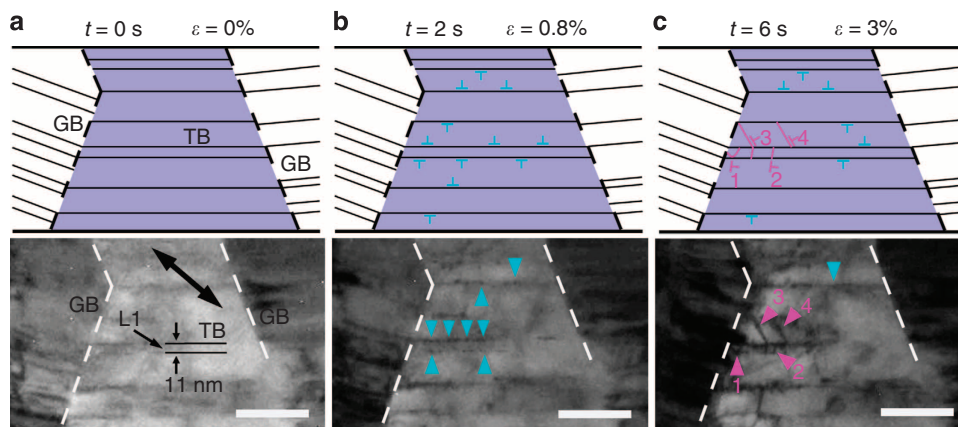 a t = 0 s ε = 0%
b t = 2 s ε = 0.8%
c t = 6 s ε = 3%
GB
TB
GB
3 4
1 2
GB
L1
TB
GB
11 nm
3
4
2
1